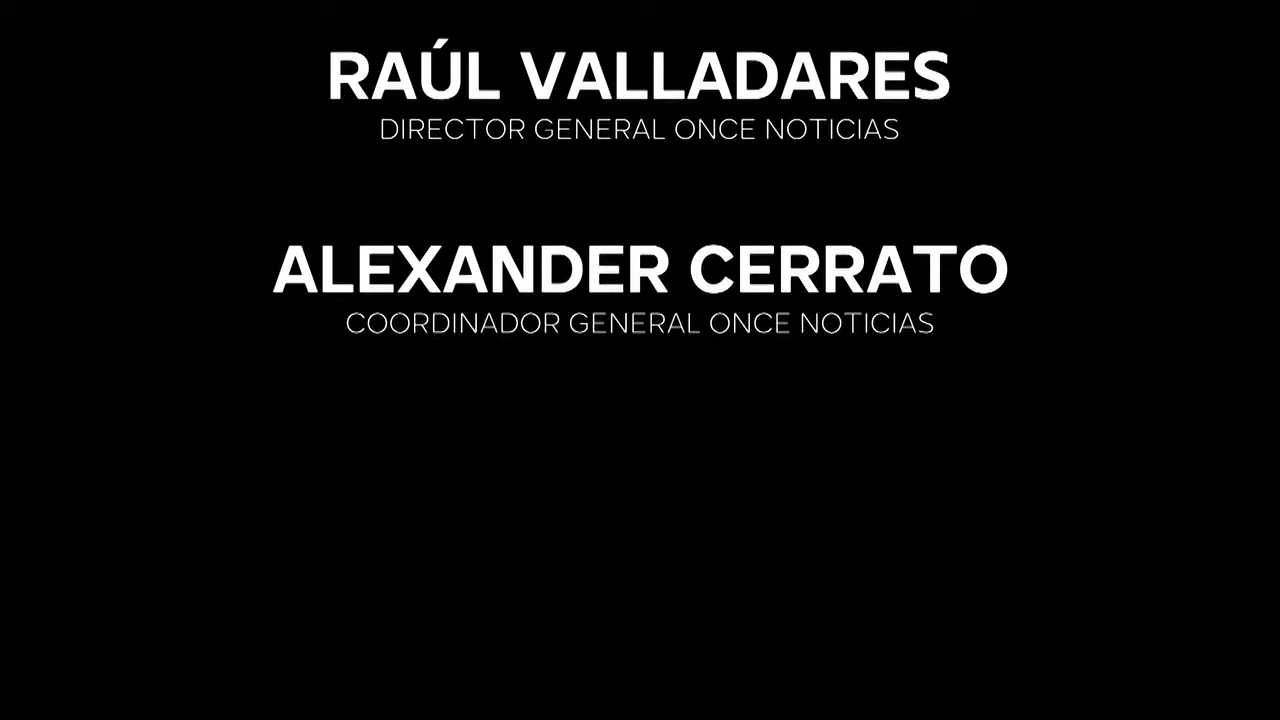 RAÚL VALLADARES
DIRECTOR GENERAL ONCE NOTICIAS
ALEXANDER CERRATO
COORDINADOR GENERAL ONCE NOTICIAS